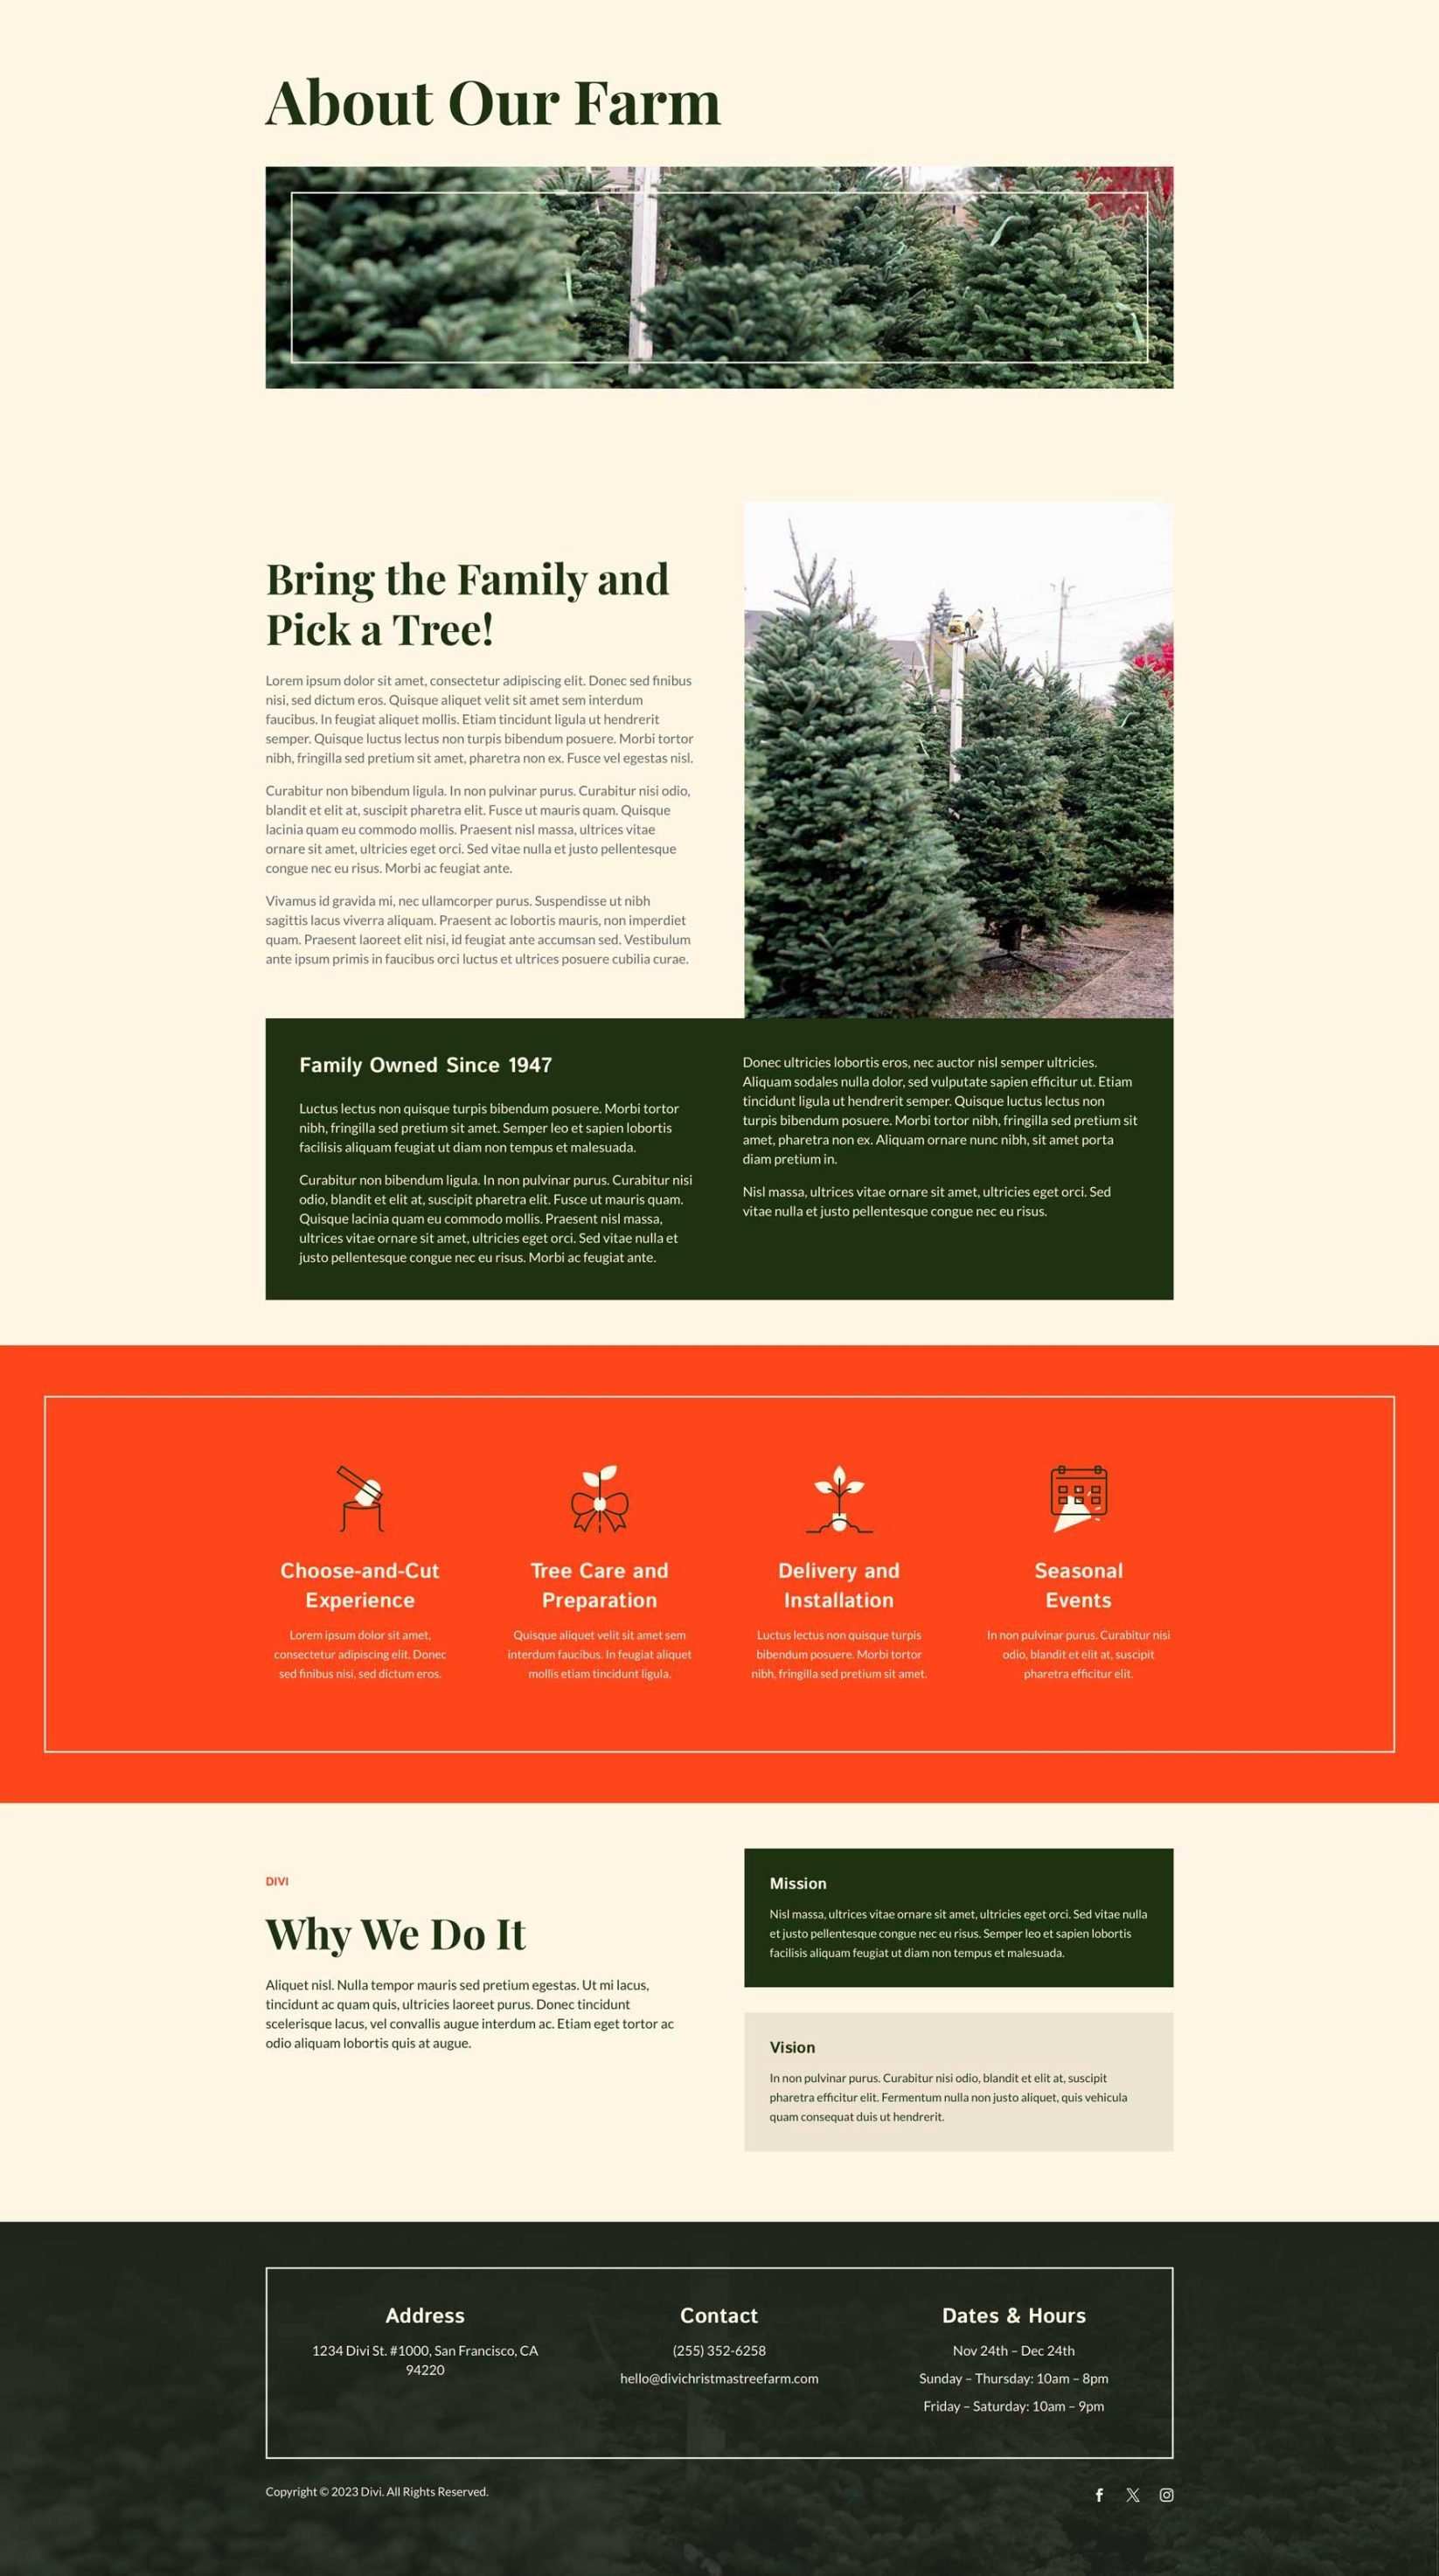 About Our Farm
Bring the Family and
Pick a Tree!
Lorem ipsum dolor sit amet, consectetur adipiscing elit. Donec sed finibus
nisi, sed dictum eros. Quisque aliquet velit sit amet sem interdum
faucibus. In feugiat aliquet mollis. Etiam tincidunt ligula ut hendrerit
semper. Quisque luctus lectus non turpis bibendum posuere. Morbi tortor
nibh, fringilla sed pretium sit amet, pharetra non ex. Fusce vel egestas nisl.
Curabitur non bibendum ligula. In non pulvinar purus. Curabitur nisi odio,
blandit et elit at, suscipit pharetra elit. Fusce ut mauris quam. Quisque
lacinia quam eu commodo mollis. Praesent nisl massa, ultrices vitae
ornare sit amet, ultricies eget orci. Sed vitae nulla et justo pellentesque
congue nec eu risus. Morbi ac feugiat ante.
Vivamus id gravida mi, nec ullamcorper purus. Suspendisse ut nibh
sagittis lacus viverra aliquam. Praesent ac lobortis mauris, non imperdiet
quam. Praesent laoreet elit nisi, id feugiat ante accumsan sed. Vestibulum
ante ipsum primis in faucibus orci luctus et ultrices posuere cubilia curae.
Family Owned Since 1947
Luctus lectus non quisque turpis bibendum posuere. Morbi tortor
nibh, fringilla sed pretium sit amet. Semper leo et sapien lobortis
facilisis aliquam feugiat ut diam non tempus et malesuada.
Curabitur non bibendum ligula. In non pulvinar purus. Curabitur nisi
odio, blandit et elit at, suscipit pharetra elit. Fusce ut mauris quam.
Quisque lacinia quam eu commodo mollis. Praesent nisl massa,
ultrices vitae ornare sit amet, ultricies eget orci. Sed vitae nulla et
justo pellentesque congue nec eu risus. Morbi ac feugiat ante.
Donec ultricies lobortis eros, nec auctor nisl semper ultricies.
Aliquam sodales nulla dolor, sed vulputate sapien efficitur ut. Etiam
tincidunt ligula ut hendrerit semper. Quisque luctus lectus non
turpis bibendum posuere. Morbi tortor nibh, fringilla sed pretium sit
amet, pharetra non ex. Aliquam ornare nunc nibh, sit amet porta
diam pretium in.
Nisl massa, ultrices vitae ornare sit amet, ultricies eget orci. Sed
vitae nulla et justo pellentesque congue nec eu risus.
Choose-and-Cut
Experience
Lorem ipsum dolor sit amet,
consectetur adipiscing elit. Donec
sed finibus nisi, sed dictum eros.
Tree Care and
Preparation
Quisque aliquet velit sit amet sem
interdum faucibus. In feugiat aliquet
mollis etiam tincidunt ligula.
Delivery and
Installation
Luctus lectus non quisque turpis
bibendum posuere. Morbi tortor
nibh, fringilla sed pretium sit amet.
Seasonal
Events
In non pulvinar purus. Curabitur nisi
odio, blandit et elit at, suscipit
pharetra efficitur elit.
DIVI
Why We Do It
Aliquet nisl. Nulla tempor mauris sed pretium egestas. Ut mi lacus,
tincidunt ac quam quis, ultricies laoreet purus. Donec tincidunt
scelerisque lacus, vel convallis augue interdum ac. Etiam eget tortor ac
odio aliquam lobortis quis at augue.
Mission
Nisl massa, ultrices vitae ornare sit amet, ultricies eget orci. Sed vitae nulla
et justo pellentesque congue nec eu risus. Semper leo et sapien lobortis
facilisis aliquam feugiat ut diam non tempus et malesuada.
Vision
In non pulvinar purus. Curabitur nisi odio, blandit et elit at, suscipit
pharetra efficitur elit. Fermentum nulla non justo aliquet, quis vehicula
quam consequat duis ut hendrerit.
Address
1234 Divi St. #1000, San Francisco, CA
94220
Contact
(255) 352-6258
hello@divichristmastreefarm.com
Dates & Hours
Nov 24th – Dec 24th
Sunday – Thursday: 10am – 8pm
Friday – Saturday: 10am – 9pm
Copyright © 2023 Divi. All Rights Reserved.